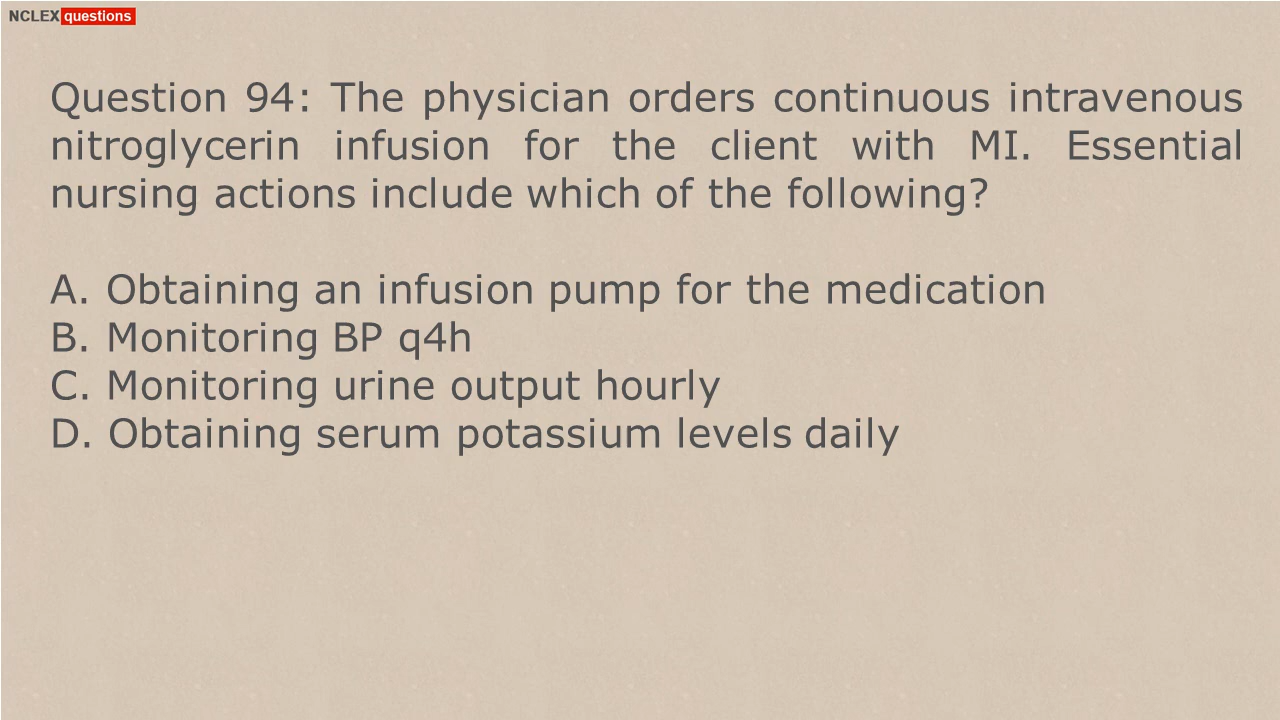 NCLEX questions
Question 94: The physician orders continuous intravenous
nitroglycerin infusion for the client with MI. Essential
nursing actions include which of the following?
A. Obtaining an infusion pump for the medication
B. Monitoring BP q4h
C. Monitoring urine output hourly
D. Obtaining serum potassium levels daily